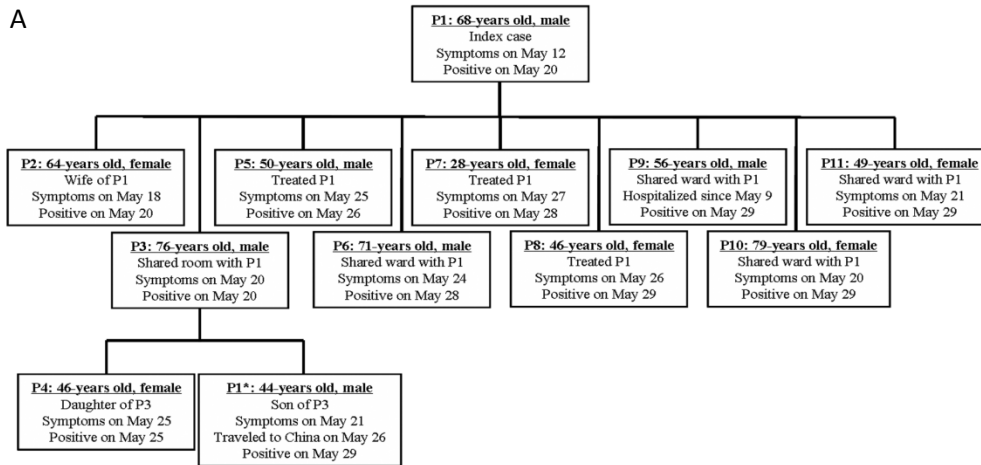 A
P1: 68-years old, male
Index case
Symptoms on May 12
Positive on May 20
P2: 64-years old, female
Wife of P1
Symptoms on May 18
Positive on May 20
P5: 50-years old, male
Treated P1
Symptoms on May 25
Positive on May 26
P7: 28-years old, female
Treated P1
Symptoms on May 27
Positive on May 28
P9: 56-years old, male
Shared ward with P1
Hospitalized since May 9
Positive on May 29
P11: 49-years old, female
Shared ward with P1
Symptoms on May 21
Positive on May 29
P3: 76-years old, male
Shared room with P1
Symptoms on May 20
Positive on May 20
P6: 71-years old, male
Shared ward with P1
Symptoms on May 24
Positive on May 28
P8: 46-years old, female
Treated P1
Symptoms on May 26
Positive on May 29
P10: 79-years old, female
Shared ward with P1
Symptoms on May 20
Positive on May 29
P4: 46-years old, female
Daughter of P3
Symptoms on May 25
Positive on May 25
P1*: 44-years old, male
Son of P3
Symptoms on May 21
Traveled to China on May 26
Positive on May 29